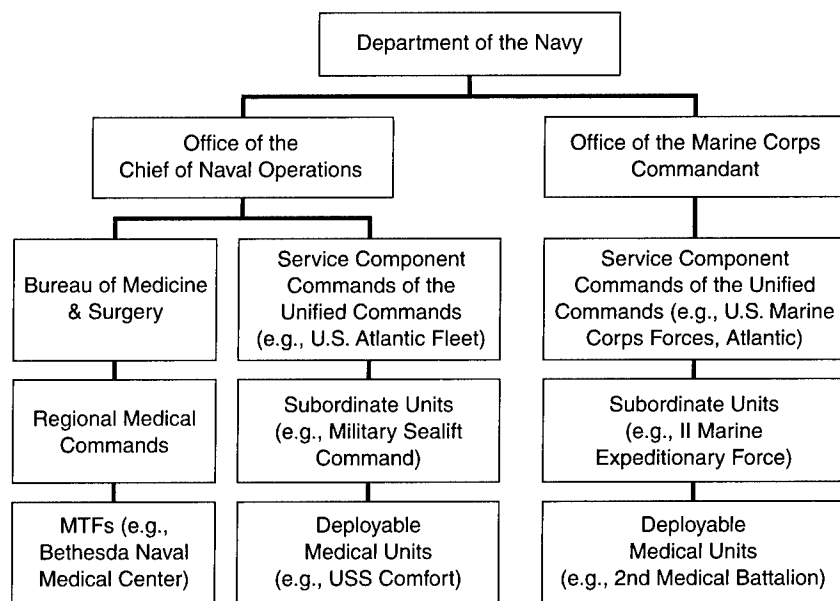 Department of the Navy
Office of the
Chief of Naval Operations
Office of the Marine Corps
Commandant
Bureau of Medicine
& Surgery
Service Component
Commands of the
Unified Commands
(e.g., U.S. Atlantic Fleet)
Service Component
Commands of the Unified
Commands (e.g., U.S. Marine
Corps Forces, Atlantic)
Regional Medical
Commands
Subordinate Units
(e.g., Military Sealift
Command)
Subordinate Units
(e.g., II Marine
Expeditionary Force)
MTFs (e.g.,
Bethesda Naval
Medical Center)
Deployable
Medical Units
(e.g., USS Comfort)
Deployable
Medical Units
(e.g., 2nd Medical Battalion)